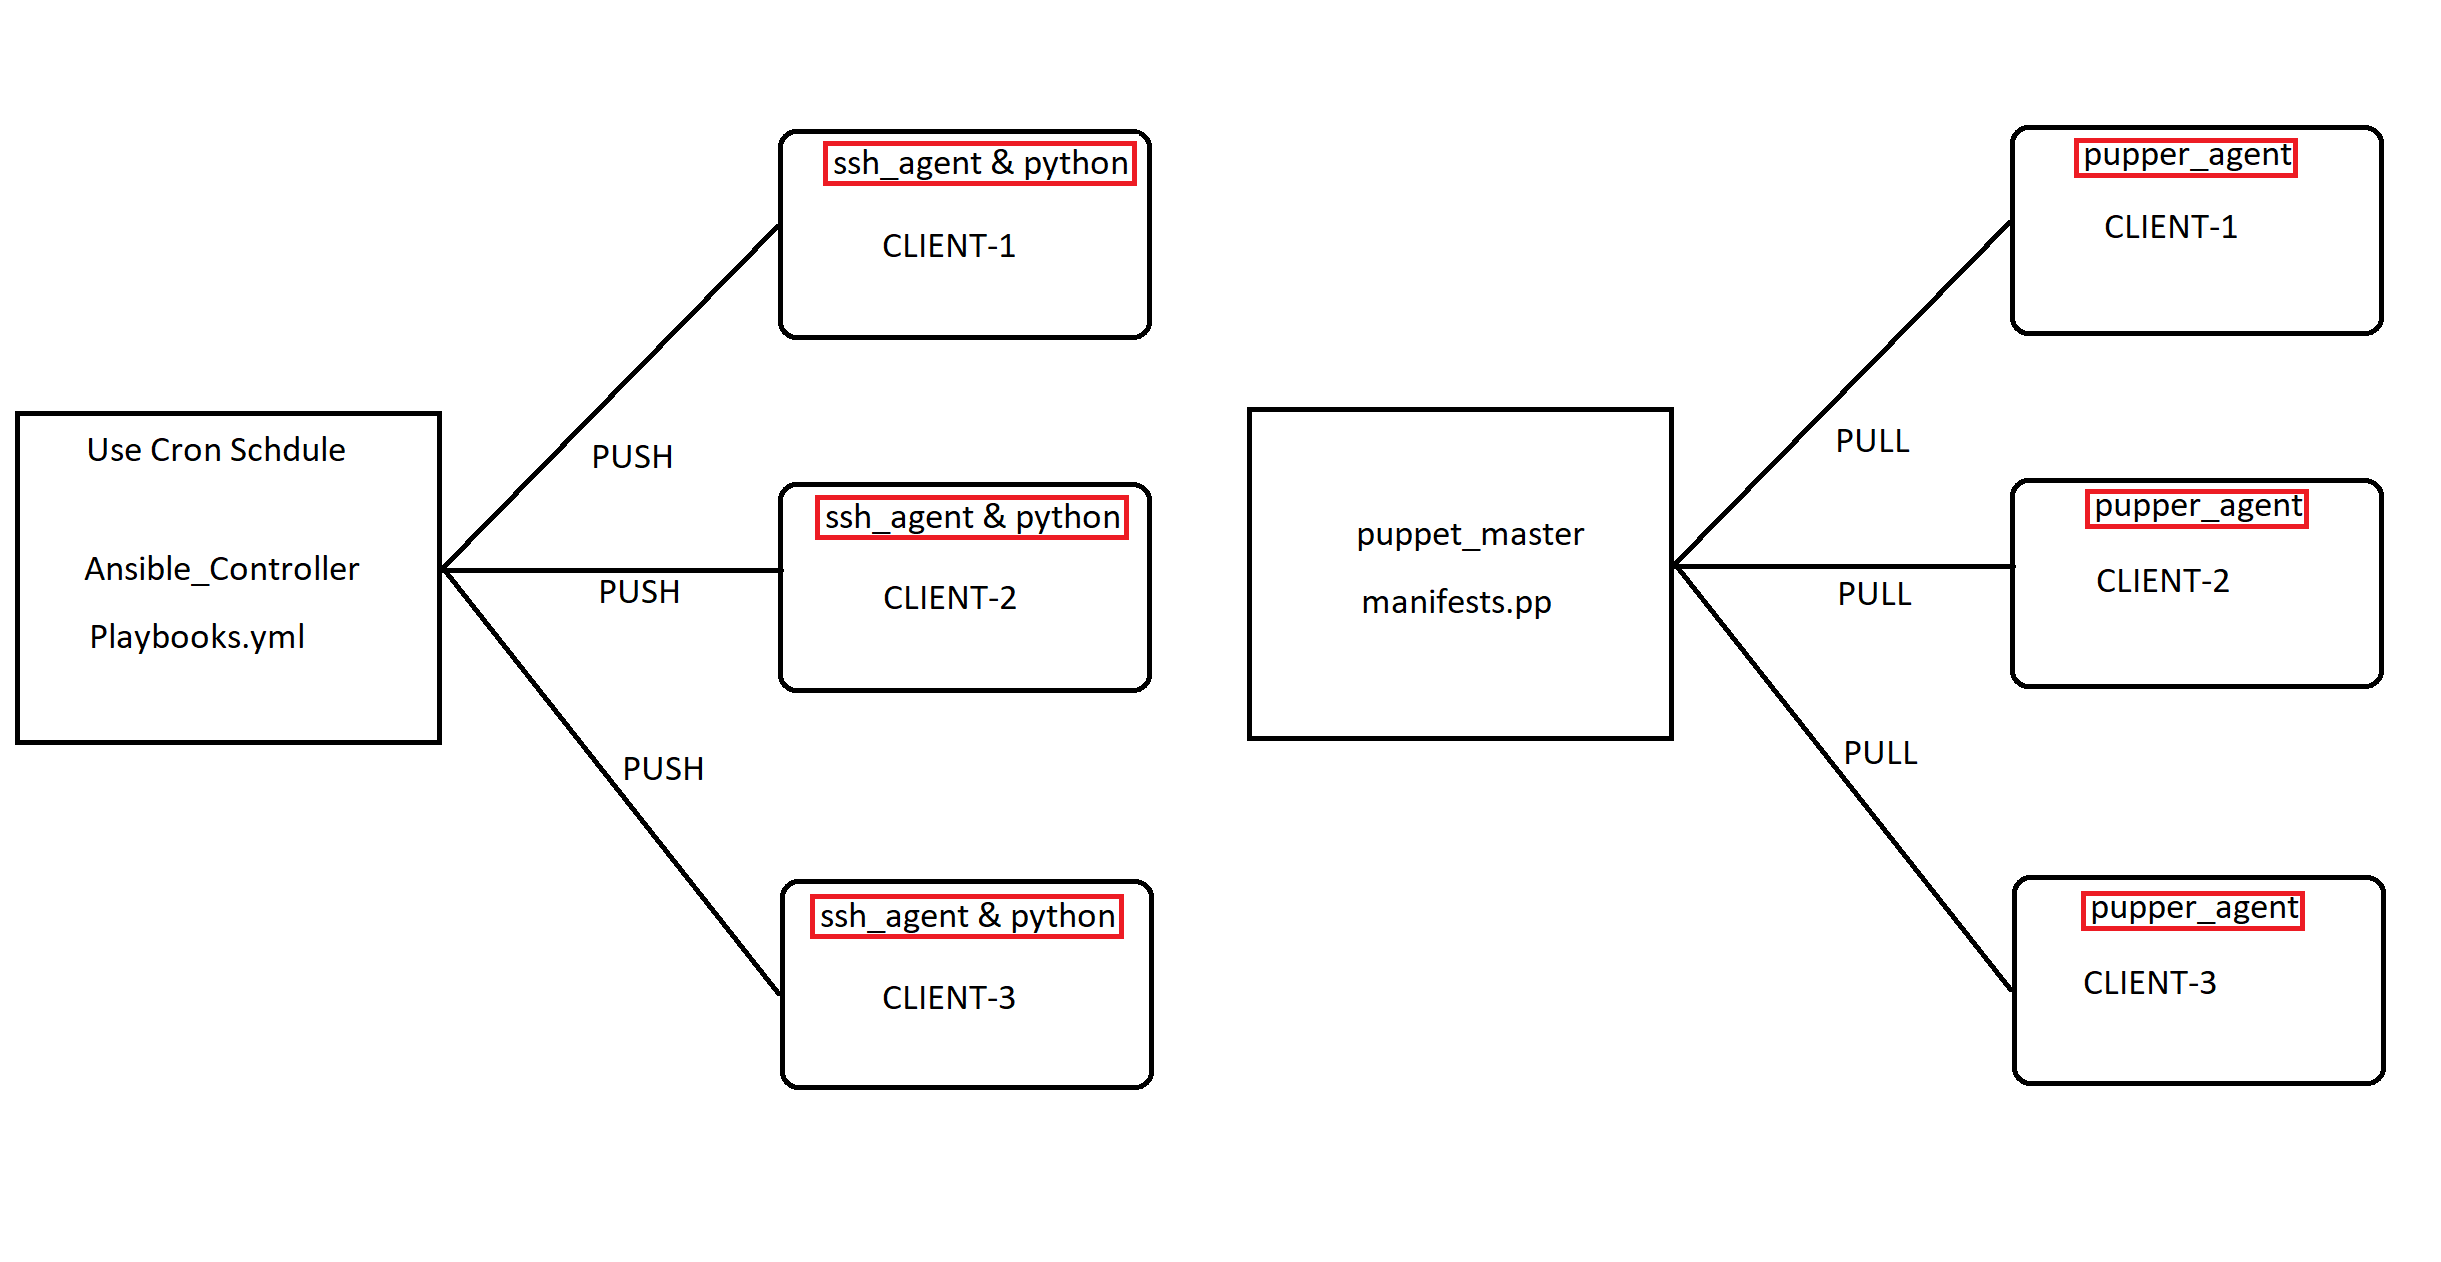 Use Cron Schdule
Ansible_Controller
Playbooks.yml
PUSH
PUSH
PUSH
ssh_agent & python
CLIENT-1
ssh_agent & python
CLIENT-2
ssh_agent & python
CLIENT-3
puppet_master
manifests.pp
PULL
PULL
PULL
pupper_agent
CLIENT-1
pupper_agent
CLIENT-2
pupper_agent
CLIENT-3